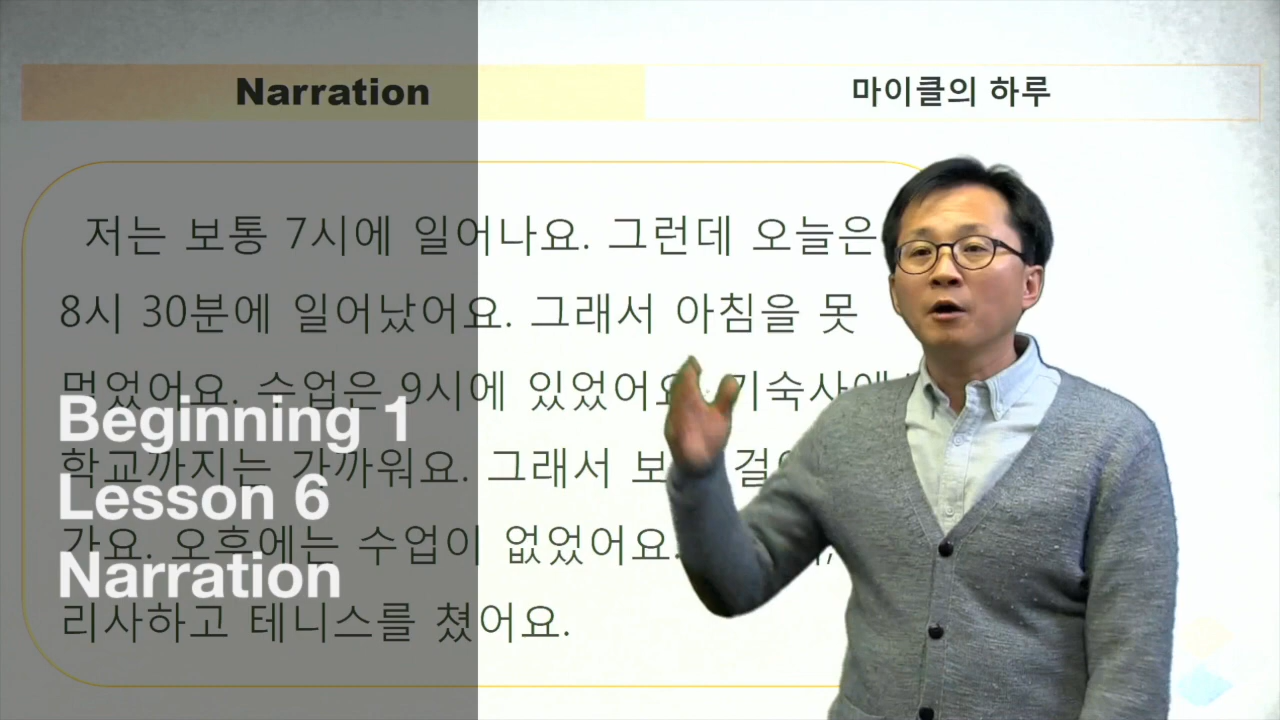 Narration
마이클의 하루
저는 보통 7시에 일어나요. 그런데 오늘은
8시 30분에 일어났어요. 그래서 아침을 못
먹었어요. 수업은 9시에 있었어요. 기숙사에
학교까지는 가까워요. 그래서
가요. 오후에는 수업이 없었어요.
리사하고 테니스를 쳤어요.
Beginning 1
Lesson 6
Narration